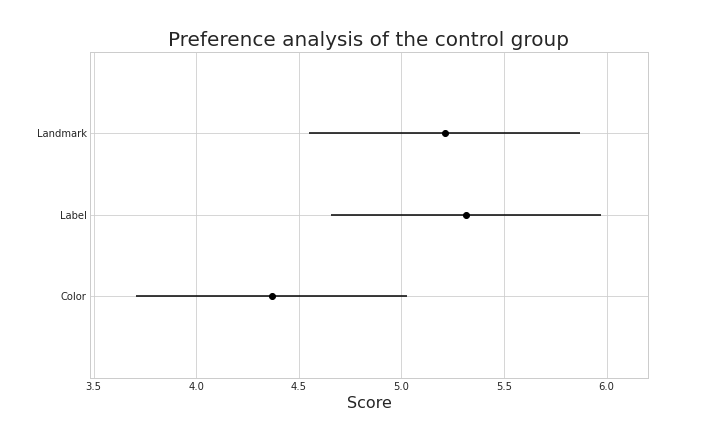 Preference analysis of the control group
Landmark
Label
Color
3.5 4.0 4.5 5.0 5.5 6.0
Score